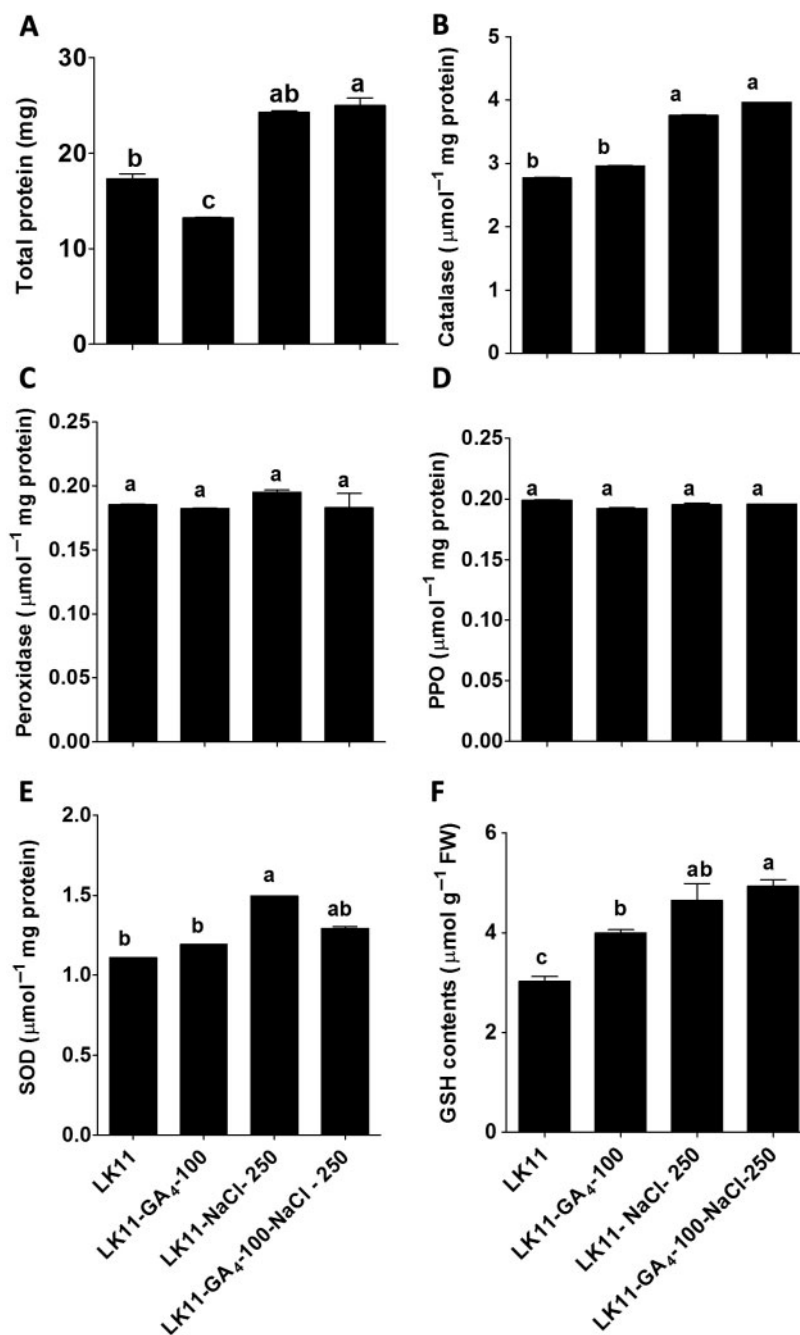 A
Total protein (mg)
30
20
10
0
b
c
ab
a
B
Catalase ( μmol⁻¹ mg protein)
5
4
3
2
1
0
b
b
a
a
C
Peroxidase ( μmol⁻¹ mg protein)
0.25
0.20
0.15
0.10
0.05
0.00
a
a
a
a
D
PPO (μmol⁻¹ mg protein)
0.25
0.20
0.15
0.10
0.05
0.00
a
a
a
a
E
SOD (μmol⁻¹ mg protein)
2.0
1.5
1.0
0.5
0.0
b
b
a
ab
LK11
LK11-GA₄-100
LK11-NaCl- 250
LK11-GA₄-100-NaCl - 250
F
GSH contents ( μmol g⁻¹ FW)
6
4
2
0
c
b
ab
a
LK11
LK11-GA₄-100
LK11- NaCl- 250
LK11-GA₄-100-NaCl-250